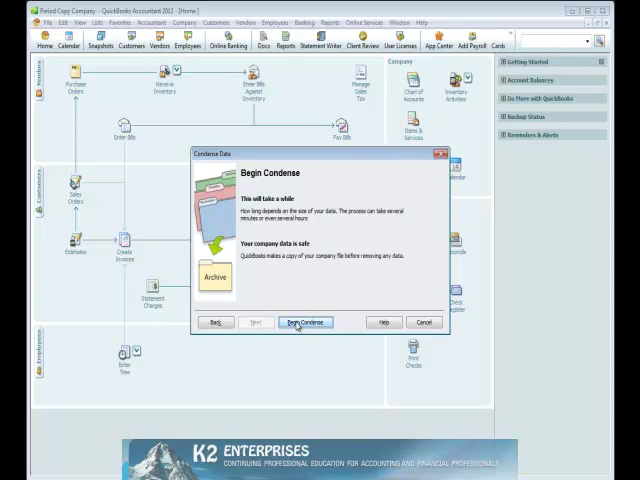 Period Copy Company - QuickBooks Accountant 2012 - [Home]
File Edit View Lists Favorites Accountant Company Customers Vendors Employees Banking Reports Online Services Window Help
Home Calendar Snapshots Customers Vendors Employees Online Banking Docs Reports Statement Writer Client Review User Licenses App Center Add Payroll Cards
Vendors
Purchase Orders
Receive Inventory
Enter Bills Against Inventory
Manage Sales Tax
Enter Bills
Pay Bills
Customers
Sales Orders
Estimates
Create Invoices
Statement Charges
Employees
Enter Time
Company
Chart of Accounts
Inventory Activities
Items & Services
Calendar
Reconcile
Check Register
Print Checks
Getting Started
Account Balances
Do More with QuickBooks
Backup Status
Reminders & Alerts
Condense Data
Begin Condense
This will take a while
How long depends on the size of your data. The process can take several
minutes or even several hours
Your company data is safe
QuickBooks makes a copy of your company file before removing any data.
Archive
Back Next Begin Condense Help Cancel
K2 ENTERPRISES
CONTINUING PROFESSIONAL EDUCATION FOR ACCOUNTING AND FINANCIAL PROFESSIONALS